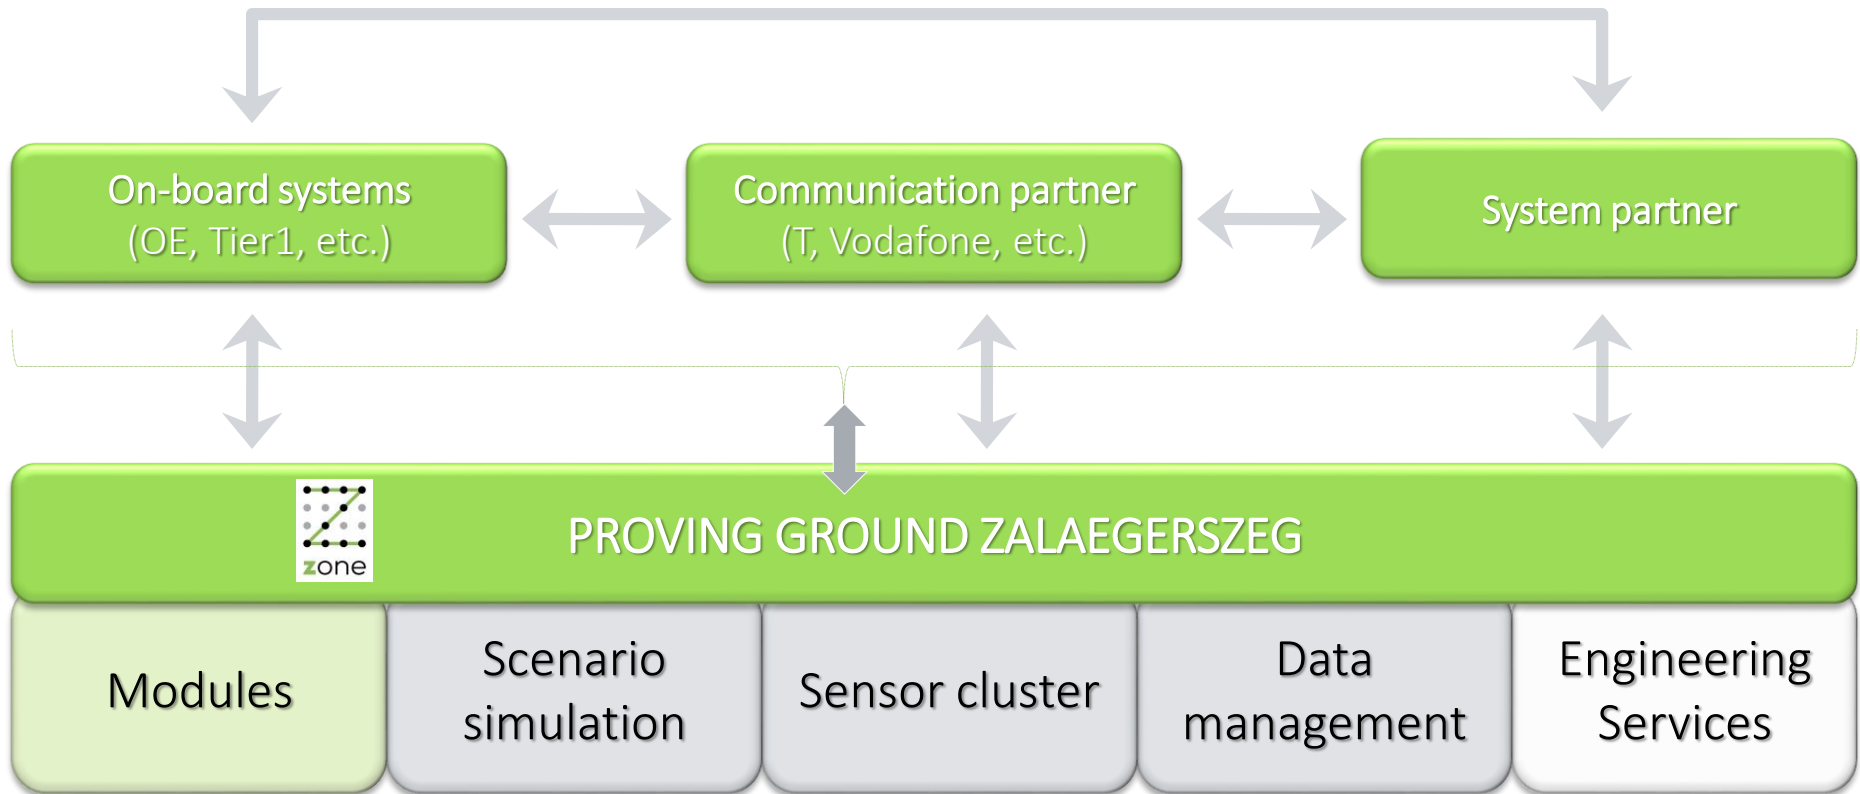 On-board systems
(OE, Tier1, etc.)
Communication partner
(T, Vodafone, etc.)
System partner
zone
PROVING GROUND ZALAEGERSZEG
Modules
Scenario
simulation
Sensor cluster
Data
management
Engineering
Services